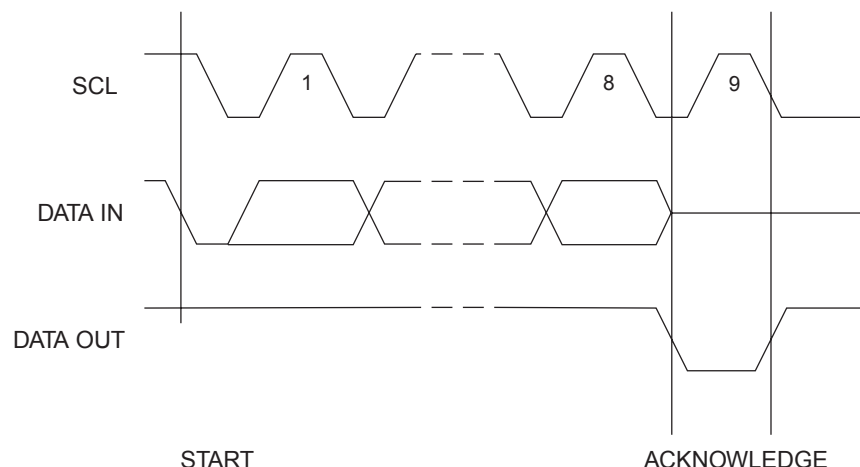 SCL
1
8
9
DATA IN
DATA OUT
START
ACKNOWLEDGE